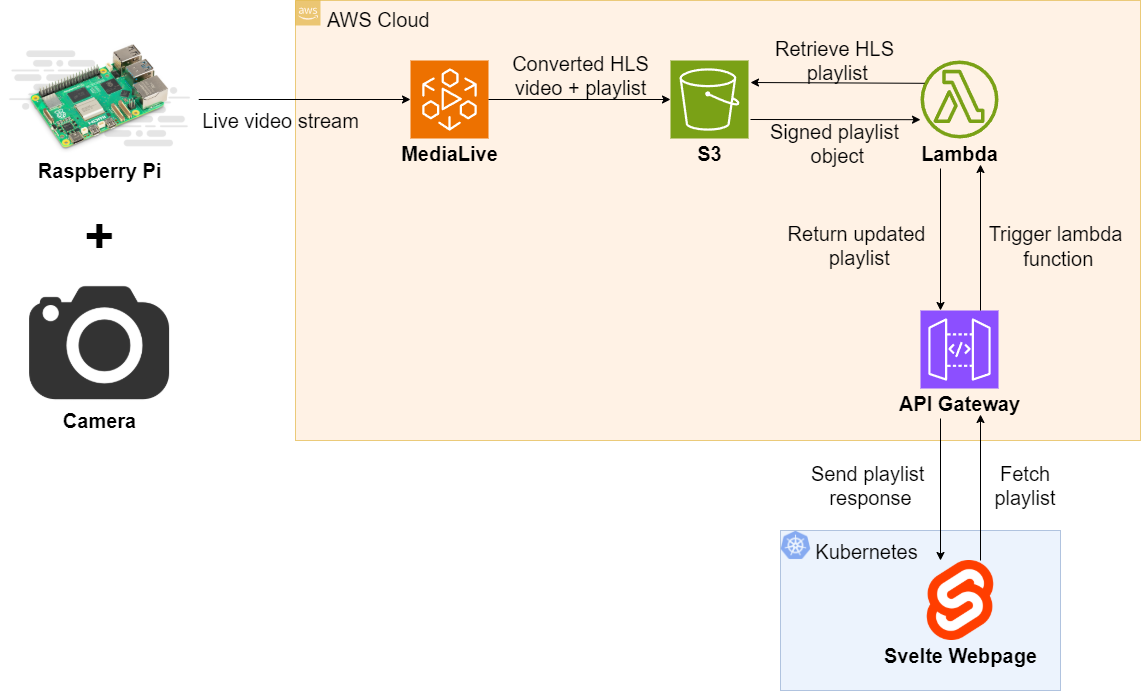 aws
AWS Cloud
Raspberry Pi
+
Camera
Live video stream
MediaLive
Converted HLS
video + playlist
S3
Retrieve HLS
playlist
Signed playlist
object
Lambda
Return updated
playlist
Trigger lambda
function
</>
API Gateway
Send playlist
response
Fetch
playlist
Kubernetes
Svelte Webpage